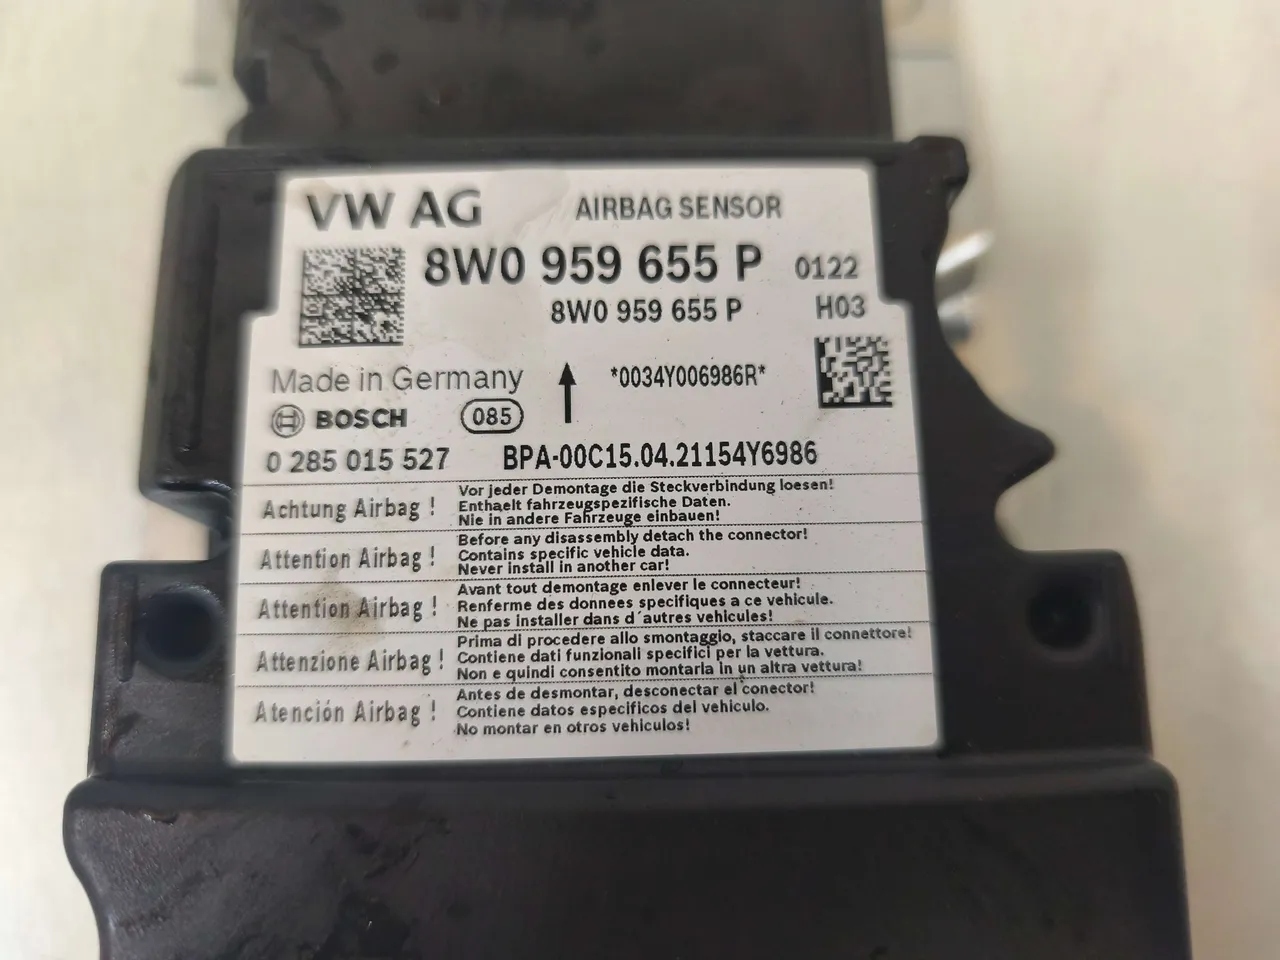 VW AG AIRBAG SENSOR
8W0 959 655 P 0122
8W0 959 655 P H03
Made in Germany *0034Y006986R*
BOSCH 085
0 285 015 527 BPA-00C15.04.21154Y6986
Achtung Airbag !
Vor jeder Demontage die Steckverbindung loesen!
Enthaelt fahrzeugspezifische Daten.
Nie in andere Fahrzeuge einbauen!
Attention Airbag !
Before any disassembly detach the connector!
Contains specific vehicle data.
Never install in another car!
Attention Airbag !
Avant tout demontage enlever le connecteur!
Renferme des donnees specifiques a ce vehicule.
Ne pas installer dans d´autres vehicules!
Attenzione Airbag !
Prima di procedere allo smontaggio, staccare il connettore!
Contiene dati funzionali specifici per la vettura.
Non e quindi consentito montarla in un altra vettura!
Atención Airbag !
Antes de desmontar, desconectar el conector!
Contiene datos especificos del vehiculo.
No montar en otros vehiculos!